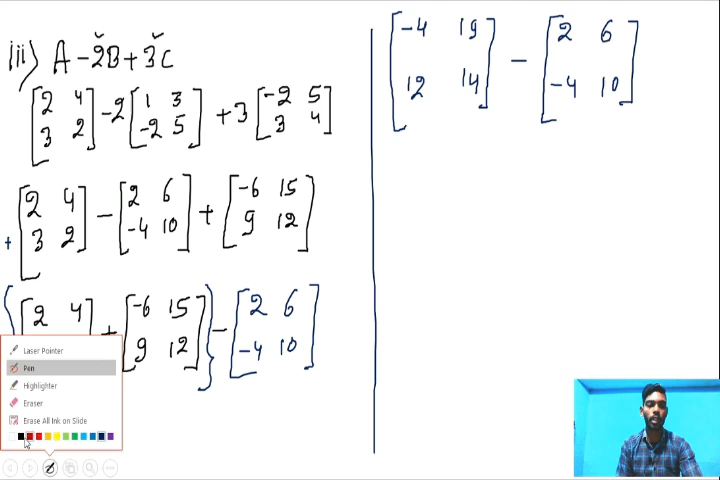 iii) A - 2B + 3C
[2 4] -2 [1 3] +3 [-2 5]
[3 2] [-2 5] [3 4]
[2 4] - [2 6] + [-6 15]
+ [3 2] [-4 10] [9 12]
{ [2 4] + [-6 15] } - [2 6]
[9 12] [-4 10]
Laser Pointer
Pen
Highlighter
Eraser
Erase All Ink on Slide
[-4 19] - [2 6]
[12 14] [-4 10]